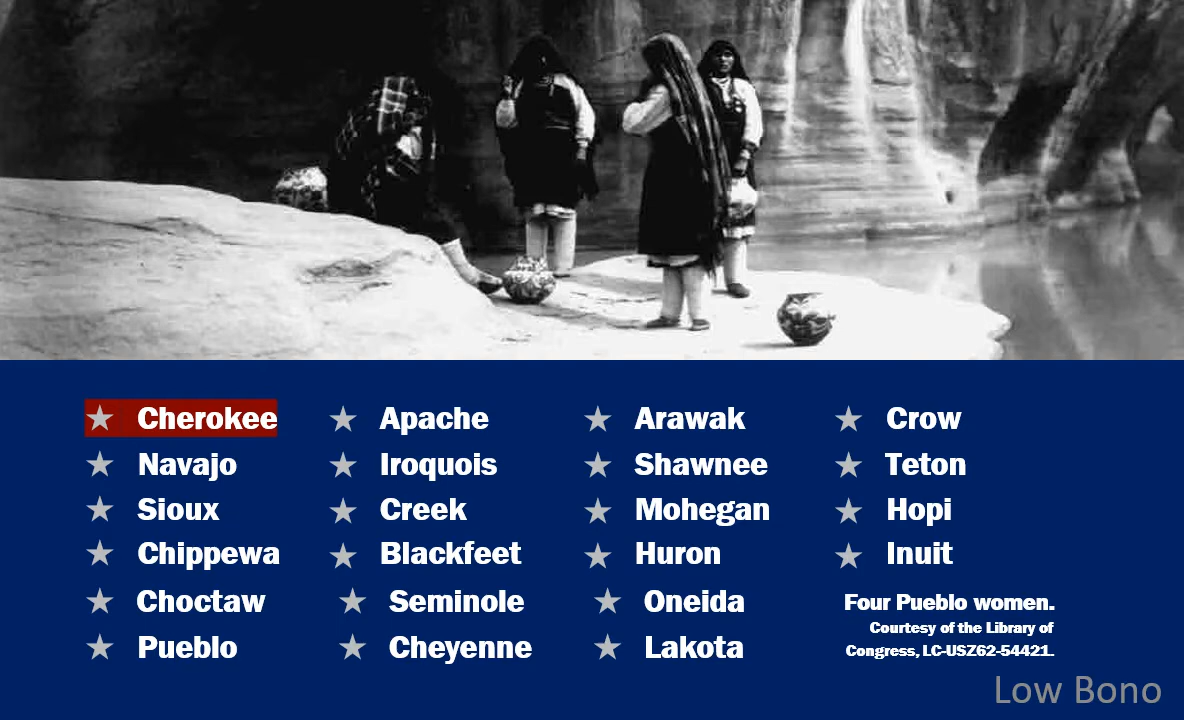 Cherokee
Navajo
Sioux
Chippewa
Choctaw
Pueblo
Apache
Iroquois
Creek
Blackfeet
Seminole
Cheyenne
Arawak
Shawnee
Mohegan
Huron
Oneida
Lakota
Crow
Teton
Hopi
Inuit
Four Pueblo women.
Courtesy of the Library of
Congress, LC-USZ62-54421.
Low Bono